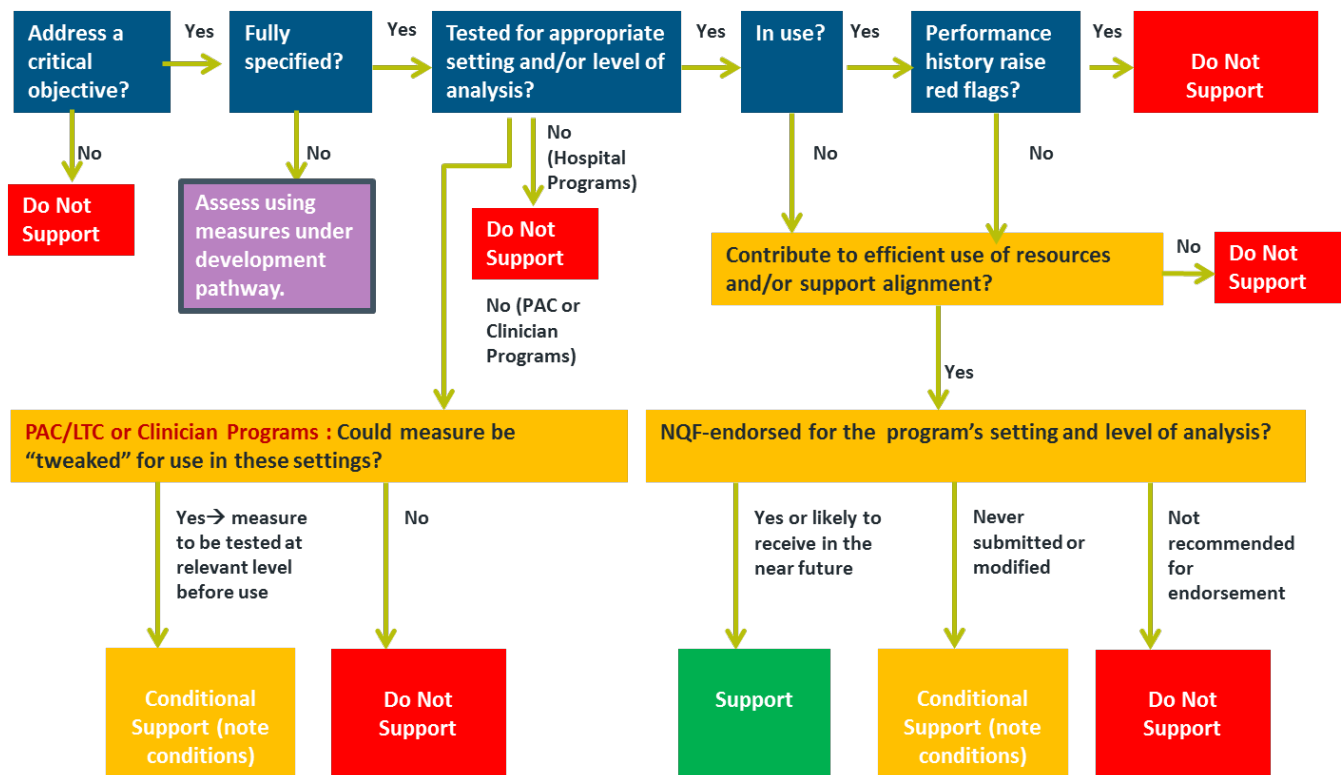 Address a
critical
objective?
Yes
Fully
specified?
Yes
Tested for appropriate
setting and/or level of
analysis?
Yes
In use?
Yes
Performance
history raise
red flags?
Yes
Do Not
Support
No
Do Not
Support
No
Assess using
measures under
development
pathway.
No
(Hospital
Programs)
Do Not
Support
No (PAC or
Clinician
Programs)
No
No
Contribute to efficient use of resources
and/or support alignment?
No
Do Not
Support
Yes
PAC/LTC or Clinician Programs : Could measure be
“tweaked” for use in these settings?
NQF-endorsed for the program’s setting and level of analysis?
Yes→ measure
to be tested at
relevant level
before use
No
Yes or likely to
receive in the
near future
Never
submitted or
modified
Not
recommended
for
endorsement
Conditional
Support (note
conditions)
Do Not
Support
Support
Conditional
Support (note
conditions)
Do Not
Support